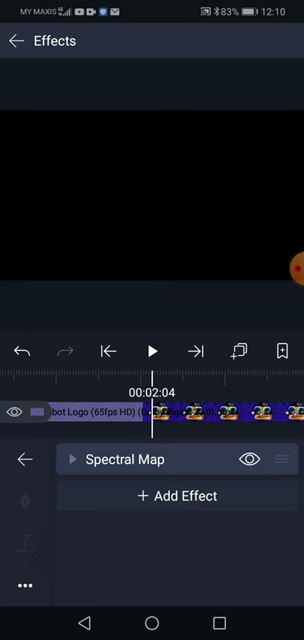 MY MAXIS 83% 12:10
Effects
00:02:04
bot Logo (65fps HD) (D
Spectral Map
+ Add Effect